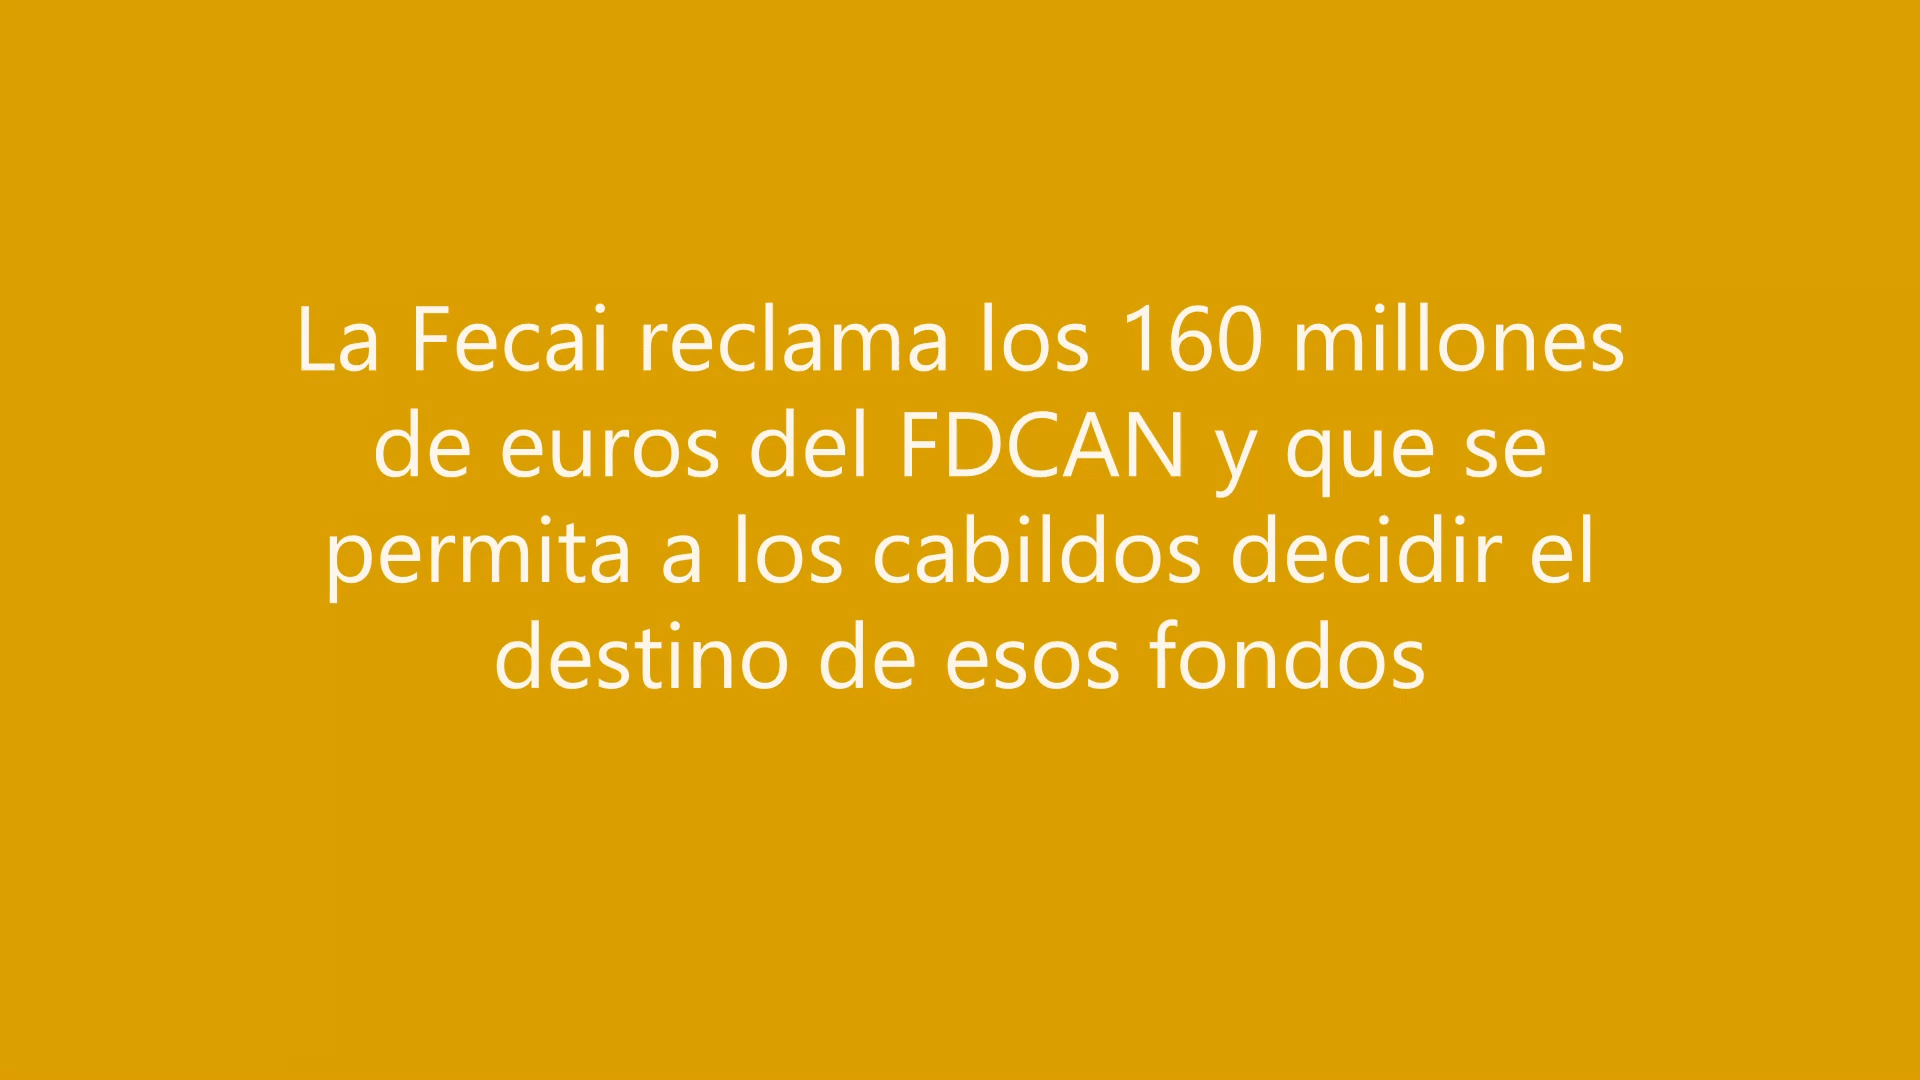 La Fecai reclama los 160 millones
de euros del FDCAN y que se
permita a los cabildos decidir el
destino de esos fondos